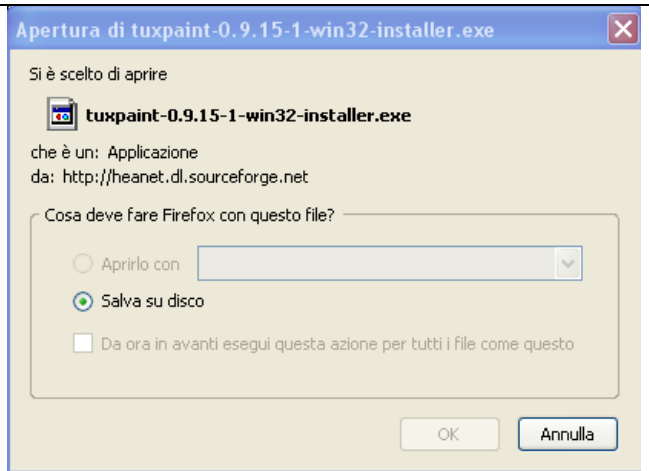 Apertura di tuxpaint-0.9.15-1-win32-installer.exe
Si è scelto di aprire
tuxpaint-0.9.15-1-win32-installer.exe
che è un: Applicazione
da: http://heanet.dl.sourceforge.net
Cosa deve fare Firefox con questo file?
Aprirlo con
Salva su disco
Da ora in avanti esegui questa azione per tutti i file come questo
OK Annulla